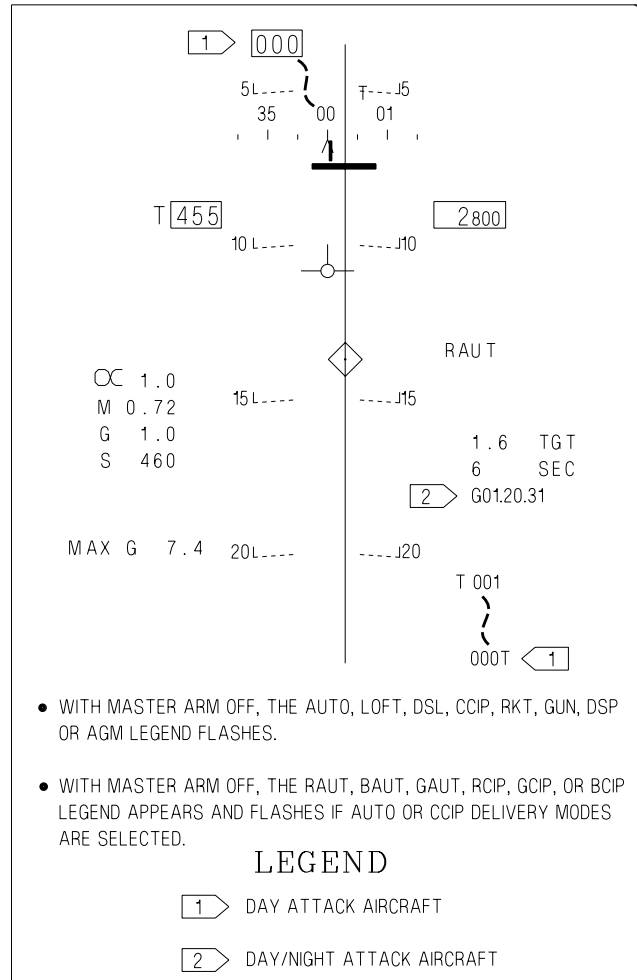 1 000
5 5
35 00 01
T 455 2800
10 10
RAUT
α 1.0
M 0.72
15 15
G 1.0
S 460
1.6 TGT
6 SEC
2 G01.20.31
MAX G 7.4 20 20
T 001
000T 1
• WITH MASTER ARM OFF, THE AUTO, LOFT, DSL, CCIP, RKT, GUN, DSP
OR AGM LEGEND FLASHES.
• WITH MASTER ARM OFF, THE RAUT, BAUT, GAUT, RCIP, GCIP, OR BCIP
LEGEND APPEARS AND FLASHES IF AUTO OR CCIP DELIVERY MODES
ARE SELECTED.
LEGEND
1 DAY ATTACK AIRCRAFT
2 DAY/NIGHT ATTACK AIRCRAFT